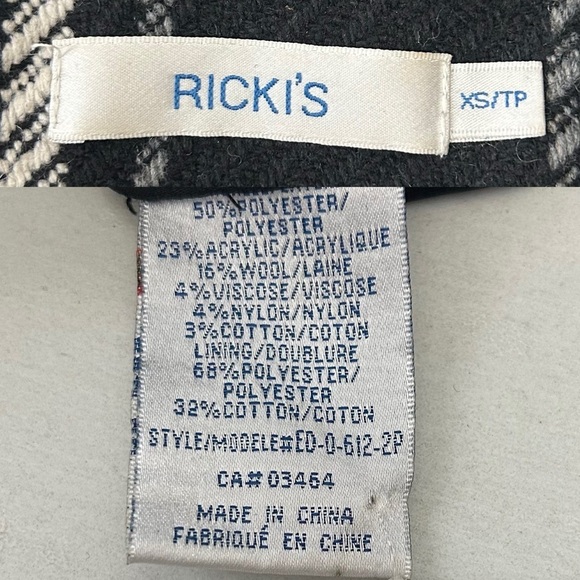 RICKI'S
XS/TP
50%POLYESTER/
POLYESTER
23%ACRYLIC/ACRYLIQUE
16%WOOL/LAINE
4%VISCOSE/VISCOSE
4%NYLON/NYLON
3%COTTON/COTON
LINING/DOUBLURE
68%POLYESTER/
POLYESTER
32%COTTON/COTON
STYLE/MODELE#ED-0-612-2P
CA#03464
MADE IN CHINA
FABRIQUÉ EN CHINE